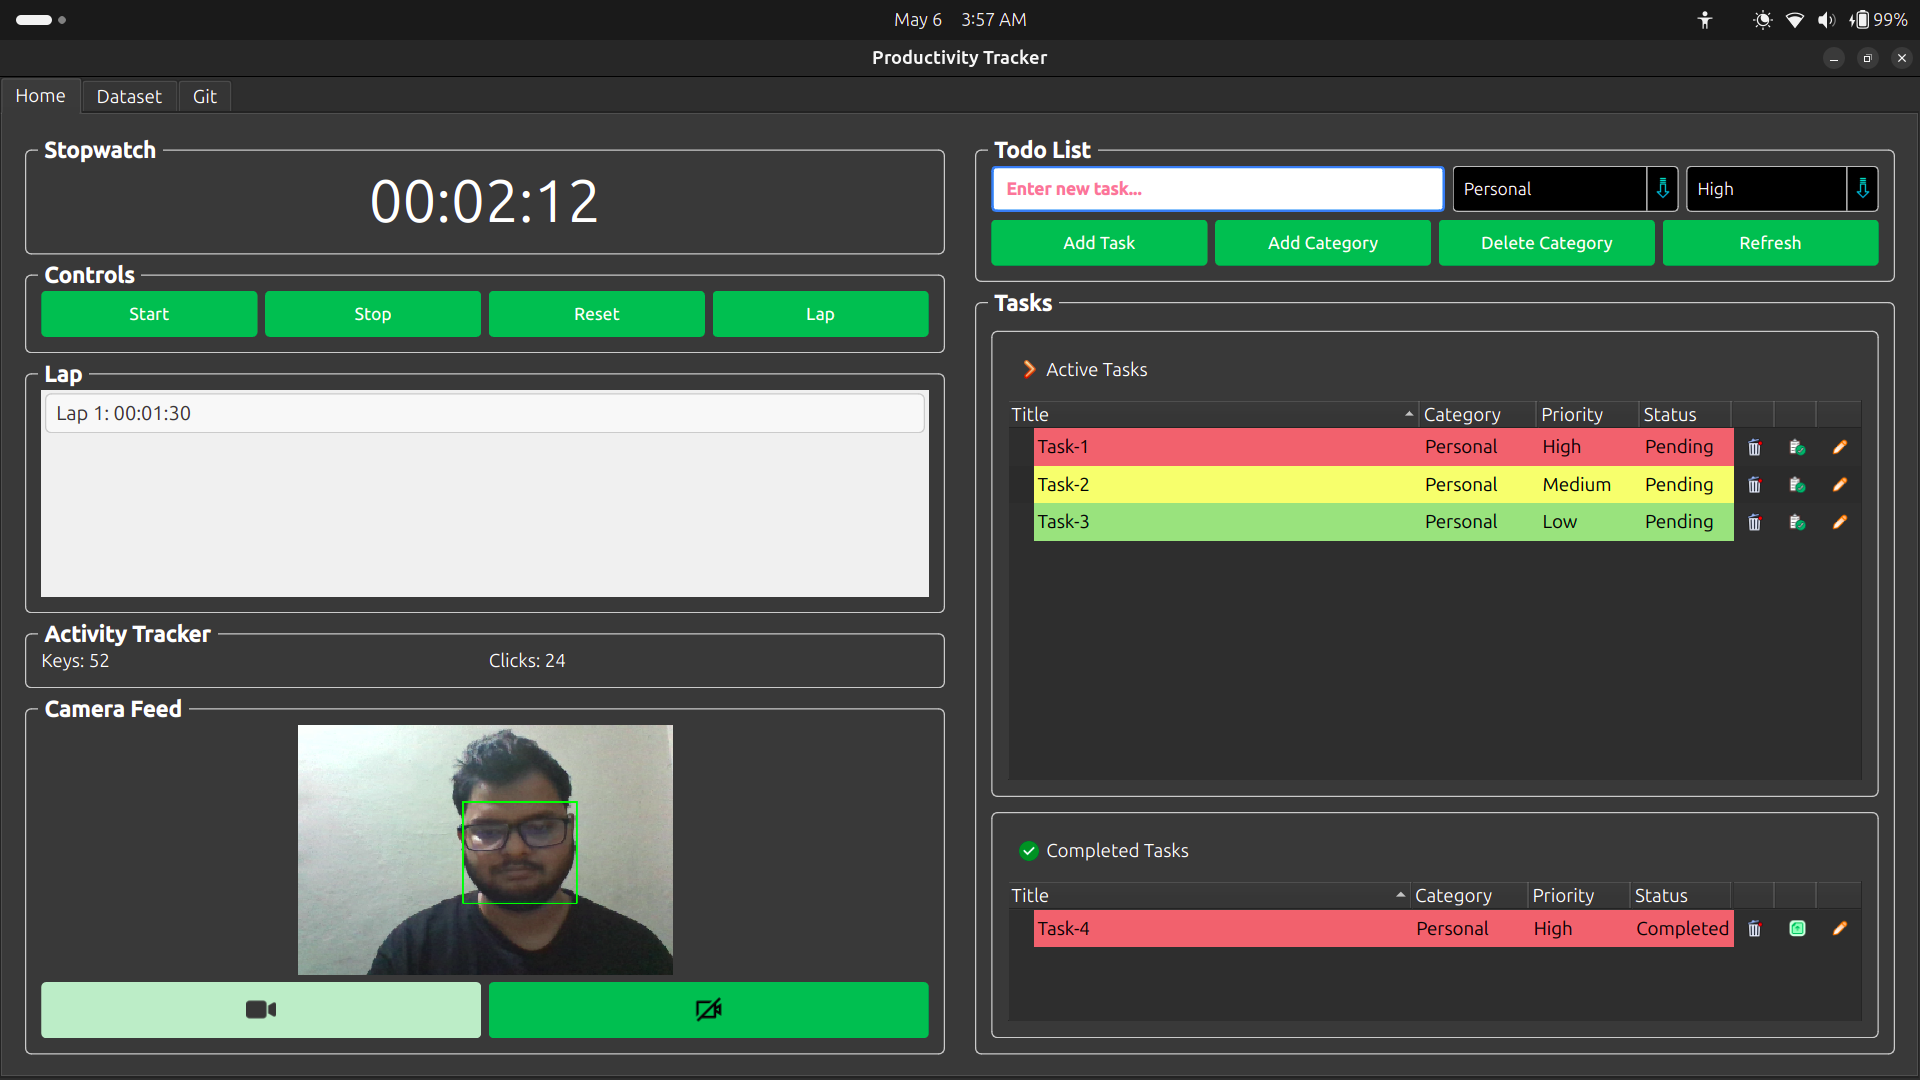 May 6 3:57 AM
99%
Productivity Tracker
Home Dataset Git
Stopwatch
00:02:12
Controls
Start Stop Reset Lap
Lap
Lap 1: 00:01:30
Activity Tracker
Keys: 52 Clicks: 24
Camera Feed
Todo List
Enter new task... Personal High
Add Task Add Category Delete Category Refresh
Tasks
Active Tasks
Title Category Priority Status
Task-1 Personal High Pending
Task-2 Personal Medium Pending
Task-3 Personal Low Pending
Completed Tasks
Title Category Priority Status
Task-4 Personal High Completed